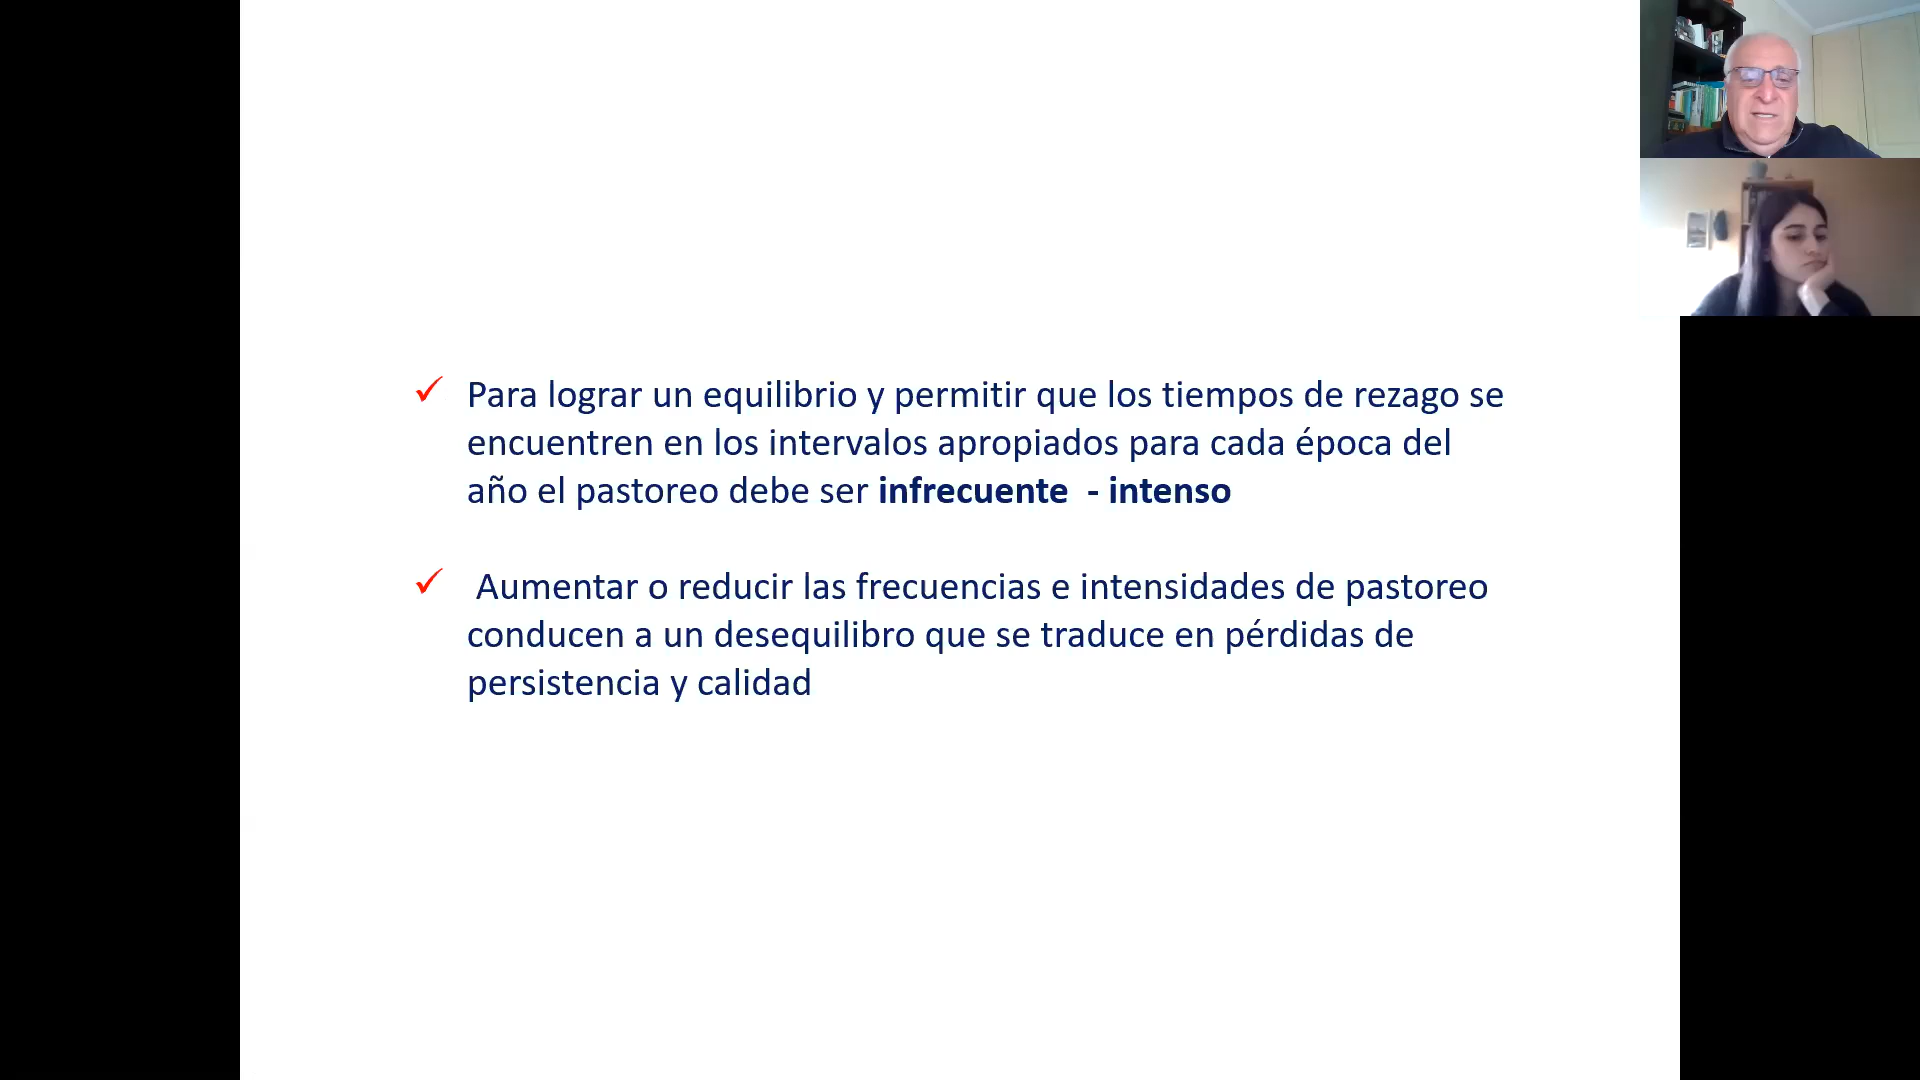 Para lograr un equilibrio y permitir que los tiempos de rezago se
encuentren en los intervalos apropiados para cada época del
año el pastoreo debe ser infrecuente - intenso
Aumentar o reducir las frecuencias e intensidades de pastoreo
conducen a un desequilibro que se traduce en pérdidas de
persistencia y calidad